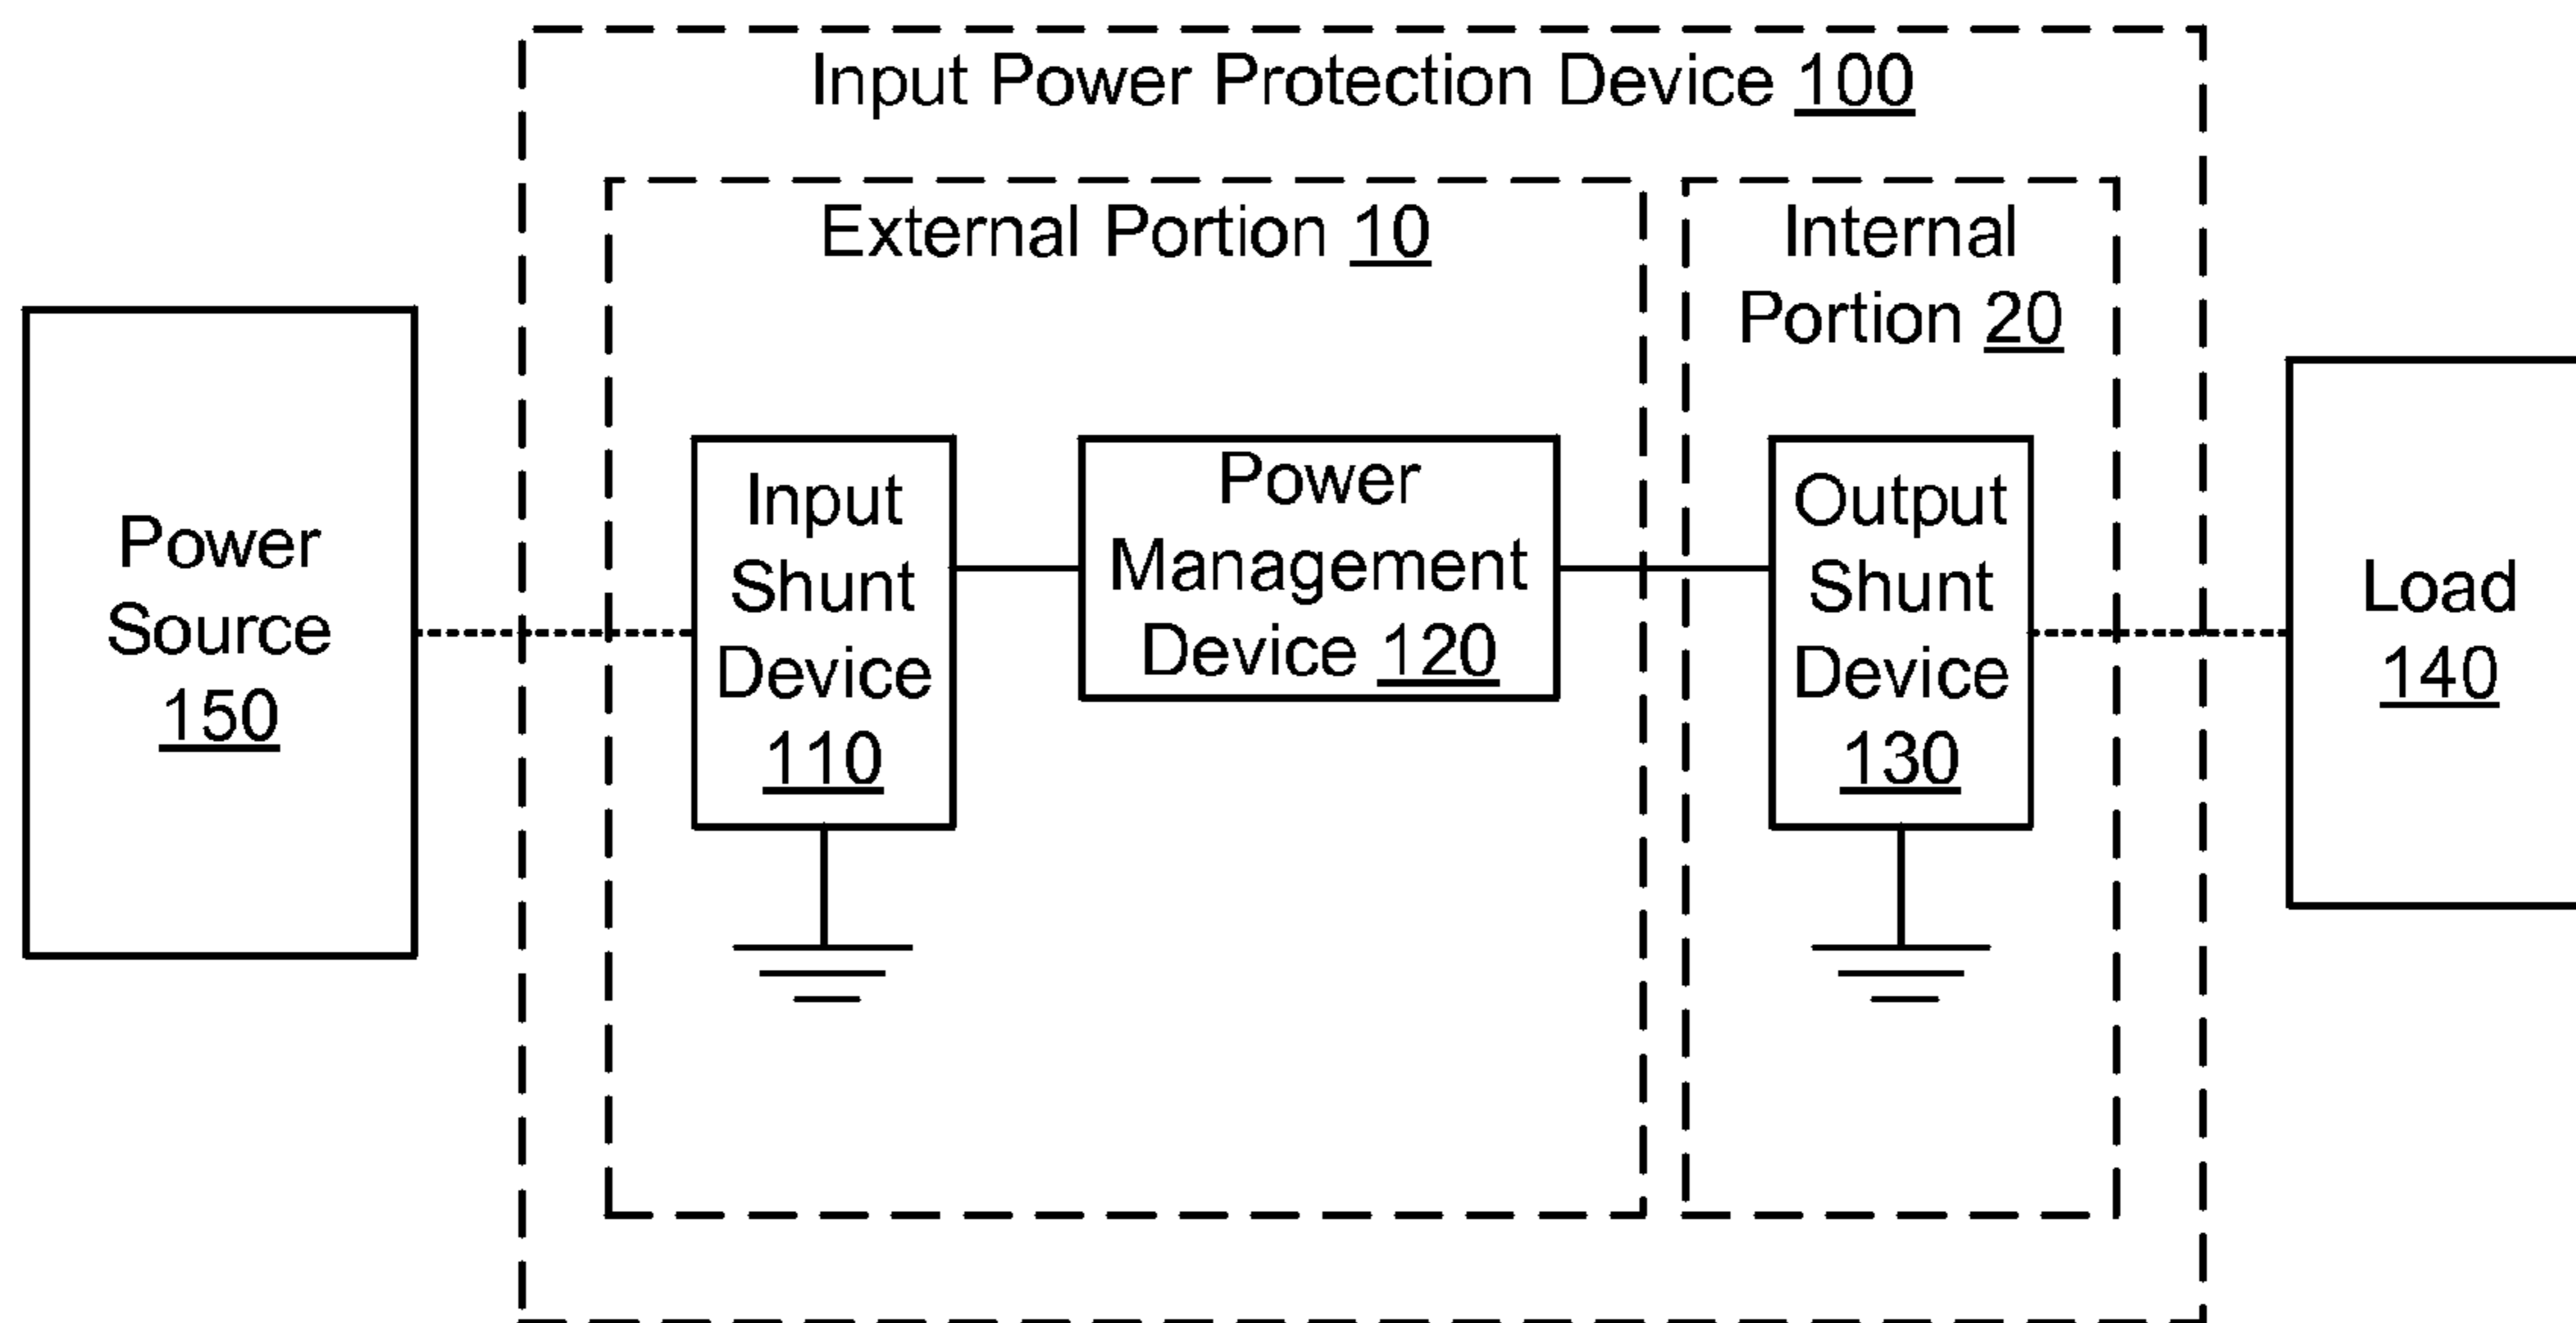 Input Power Protection Device 100
External Portion 10
Internal
Portion 20
Power
Source
150
Input
Shunt
Device
110
Power
Management
Device 120
Output
Shunt
Device
130
Load
140